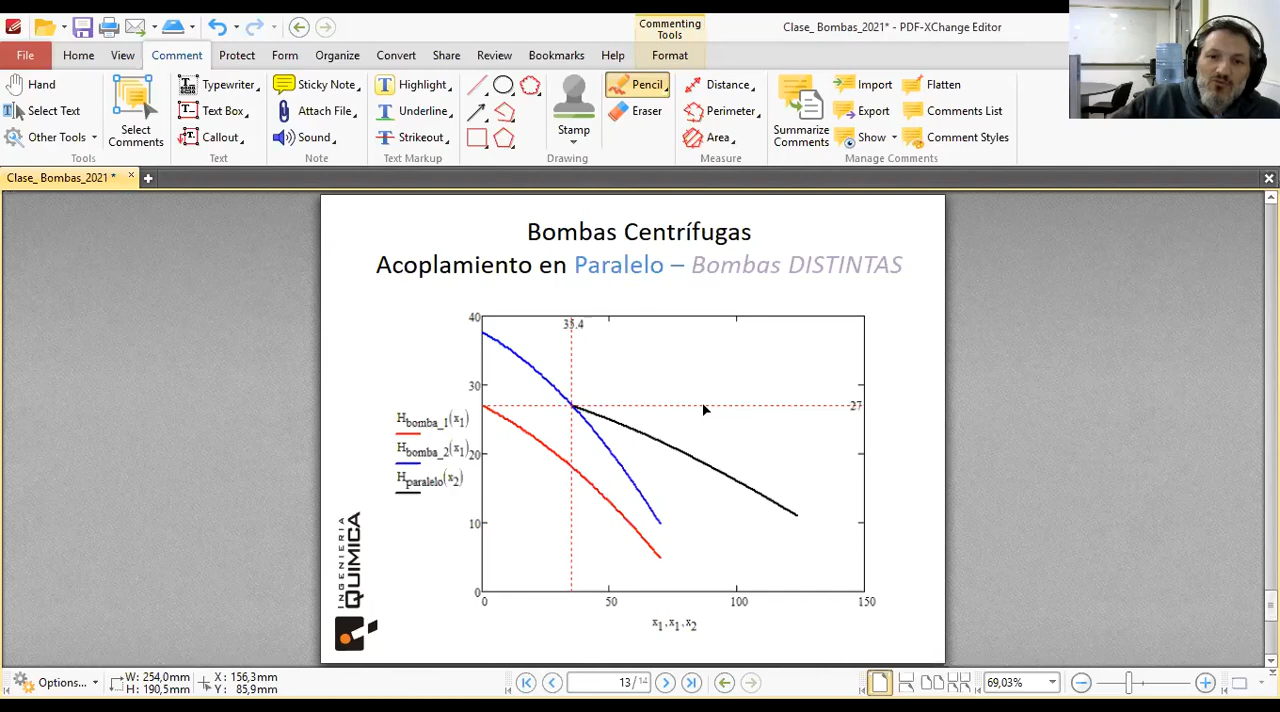 Commenting
Tools
Clase_Bombas_2021* - PDF-XChange Editor
File
Home
View
Comment
Protect
Form
Organize
Convert
Share
Review
Bookmarks
Help
Format
Hand
Select Text
Other Tools
Select
Comments
Tools
Typewriter
Text Box
Callout
Text
Sticky Note
Attach File
Sound
Note
Highlight
Underline
Strikeout
Text Markup
Stamp
Pencil
Eraser
Drawing
Distance
Perimeter
Area
Measure
Summarize
Comments
Import
Export
Show
Flatten
Comments List
Comment Styles
Manage Comments
Clase_ Bombas_2021 *
Bombas Centrífugas
Acoplamiento en Paralelo – Bombas DISTINTAS
40
35.4
30
27
20
10
0
Hbomba_1(x1)
Hbomba_2(x1)
Hparalelo(x2)
0
50
100
150
x1,x1,x2
INGENIERIA
QUIMICA
Options...
W: 254,0mm
H: 190,5mm
X: 156,3mm
Y: 85,9mm
13/14
69,03%